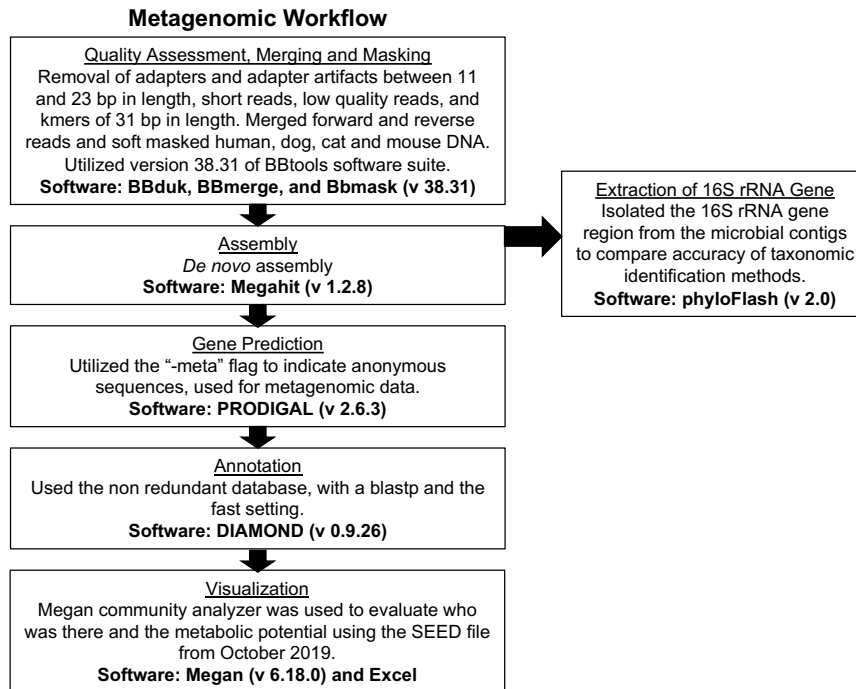 Metagenomic Workflow
Quality Assessment, Merging and Masking
Removal of adapters and adapter artifacts between 11
and 23 bp in length, short reads, low quality reads, and
kmers of 31 bp in length. Merged forward and reverse
reads and soft masked human, dog, cat and mouse DNA.
Utilized version 38.31 of BBtools software suite.
Software: BBduk, BBmerge, and Bbmask (v 38.31)
Assembly
De novo assembly
Software: Megahit (v 1.2.8)
Extraction of 16S rRNA Gene
Isolated the 16S rRNA gene
region from the microbial contigs
to compare accuracy of taxonomic
identification methods.
Software: phyloFlash (v 2.0)
Gene Prediction
Utilized the “-meta” flag to indicate anonymous
sequences, used for metagenomic data.
Software: PRODIGAL (v 2.6.3)
Annotation
Used the non redundant database, with a blastp and the
fast setting.
Software: DIAMOND (v 0.9.26)
Visualization
Megan community analyzer was used to evaluate who
was there and the metabolic potential using the SEED file
from October 2019.
Software: Megan (v 6.18.0) and Excel